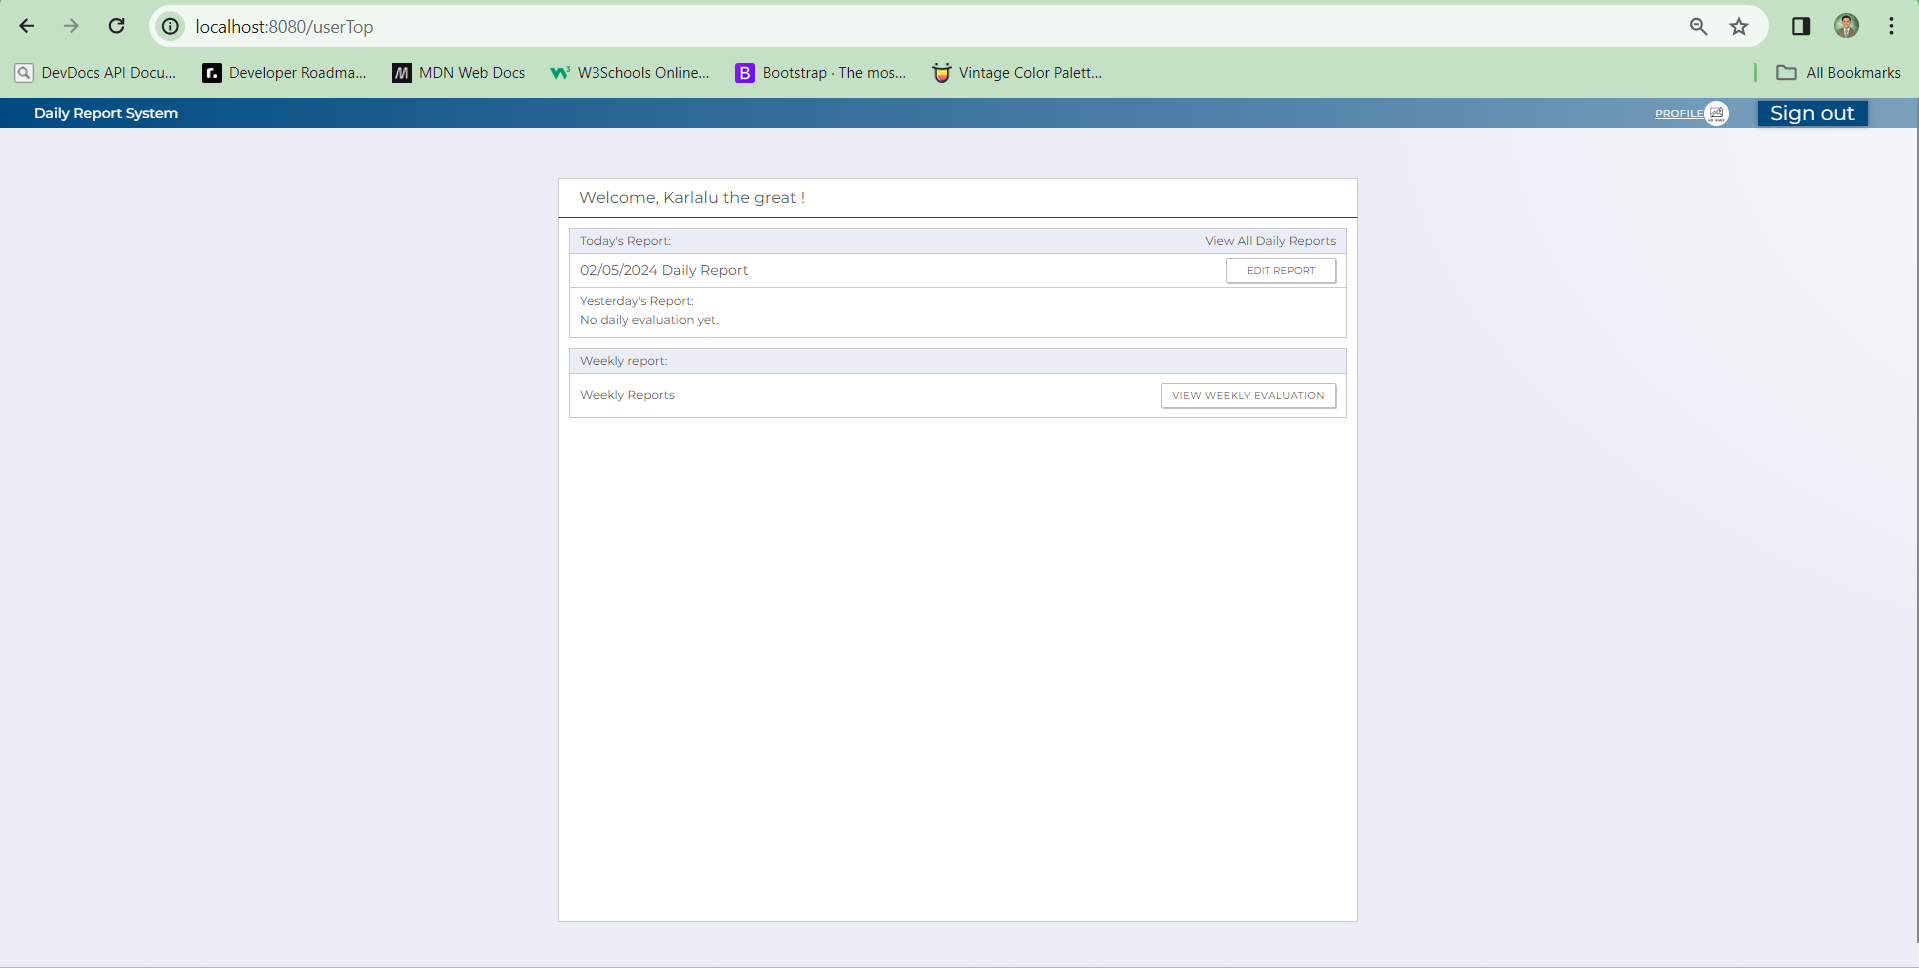 localhost:8080/userTop
DevDocs API Docu... Developer Roadma... MDN Web Docs W3Schools Online... Bootstrap · The mos... Vintage Color Palett... All Bookmarks
Daily Report System PROFILE Sign out
Welcome, Karlalu the great !
Today's Report: View All Daily Reports
02/05/2024 Daily Report EDIT REPORT
Yesterday's Report:
No daily evaluation yet.
Weekly report:
Weekly Reports VIEW WEEKLY EVALUATION